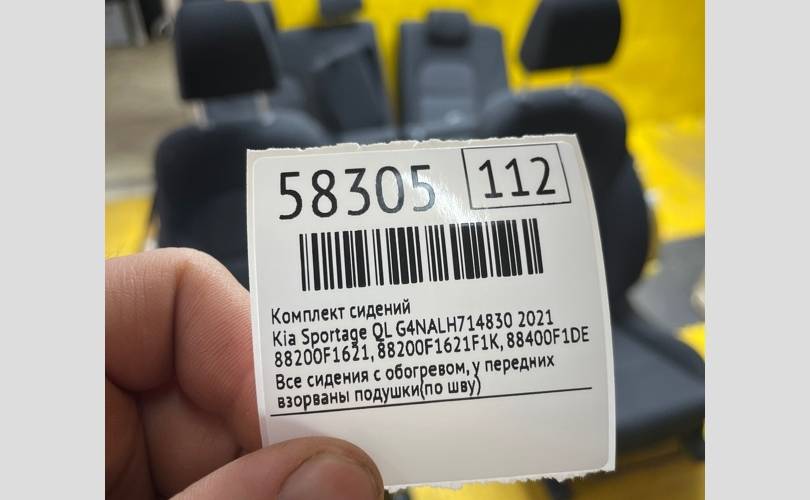 58305 112
Комплект сидений
Kia Sportage QL G4NALH714830 2021
88200F1621, 88200F1621F1K, 88400F1DE
Все сидения с обогревом, у передних
взорваны подушки(по шву)